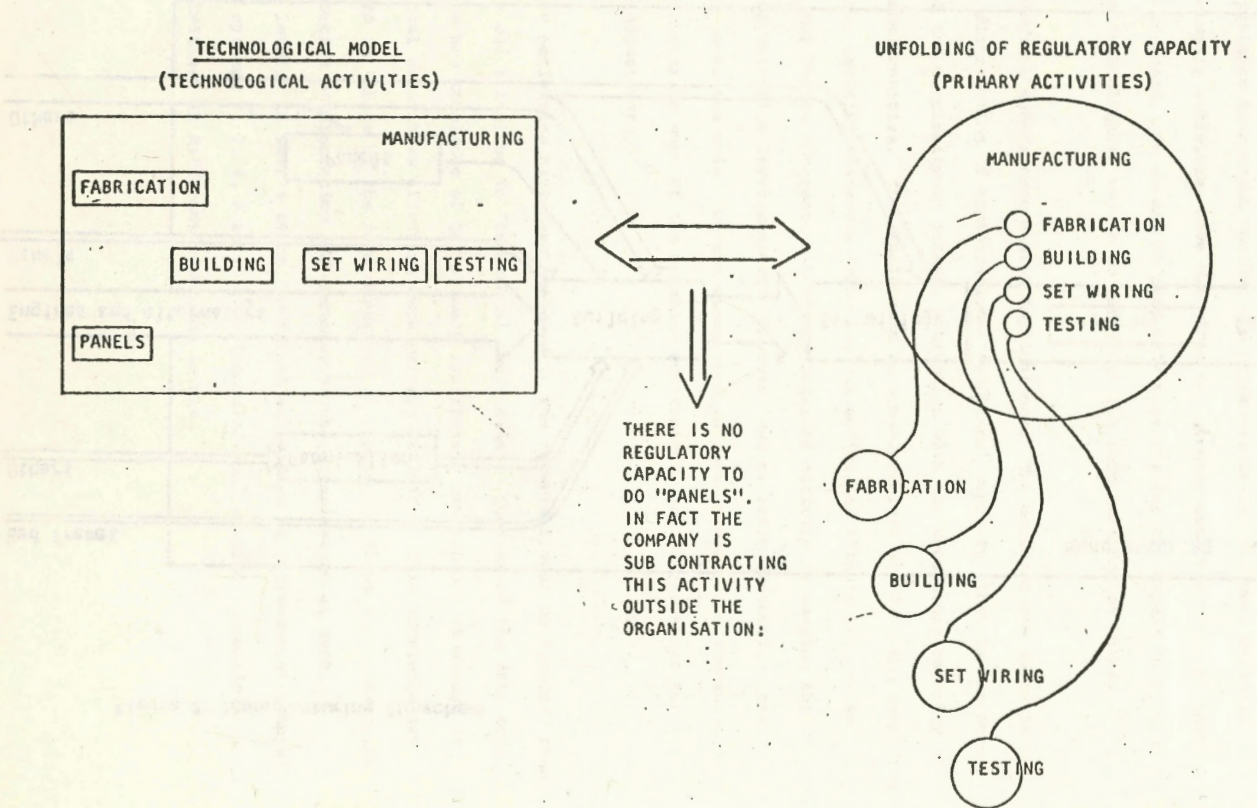 TECHNOLOGICAL MODEL
(TECHNOLOGICAL ACTIVITIES)
MANUFACTURING
FABRICATION
BUILDING
SET WIRING
TESTING
PANELS
THERE IS NO
REGULATORY
CAPACITY TO
DO "PANELS".
IN FACT THE
COMPANY IS
SUB CONTRACTING
THIS ACTIVITY
OUTSIDE THE
ORGANISATION:
UNFOLDING OF REGULATORY CAPACITY
(PRIMARY ACTIVITIES)
MANUFACTURING
FABRICATION
BUILDING
SET WIRING
TESTING
FABRICATION
BUILDING
SET WIRING
TESTING